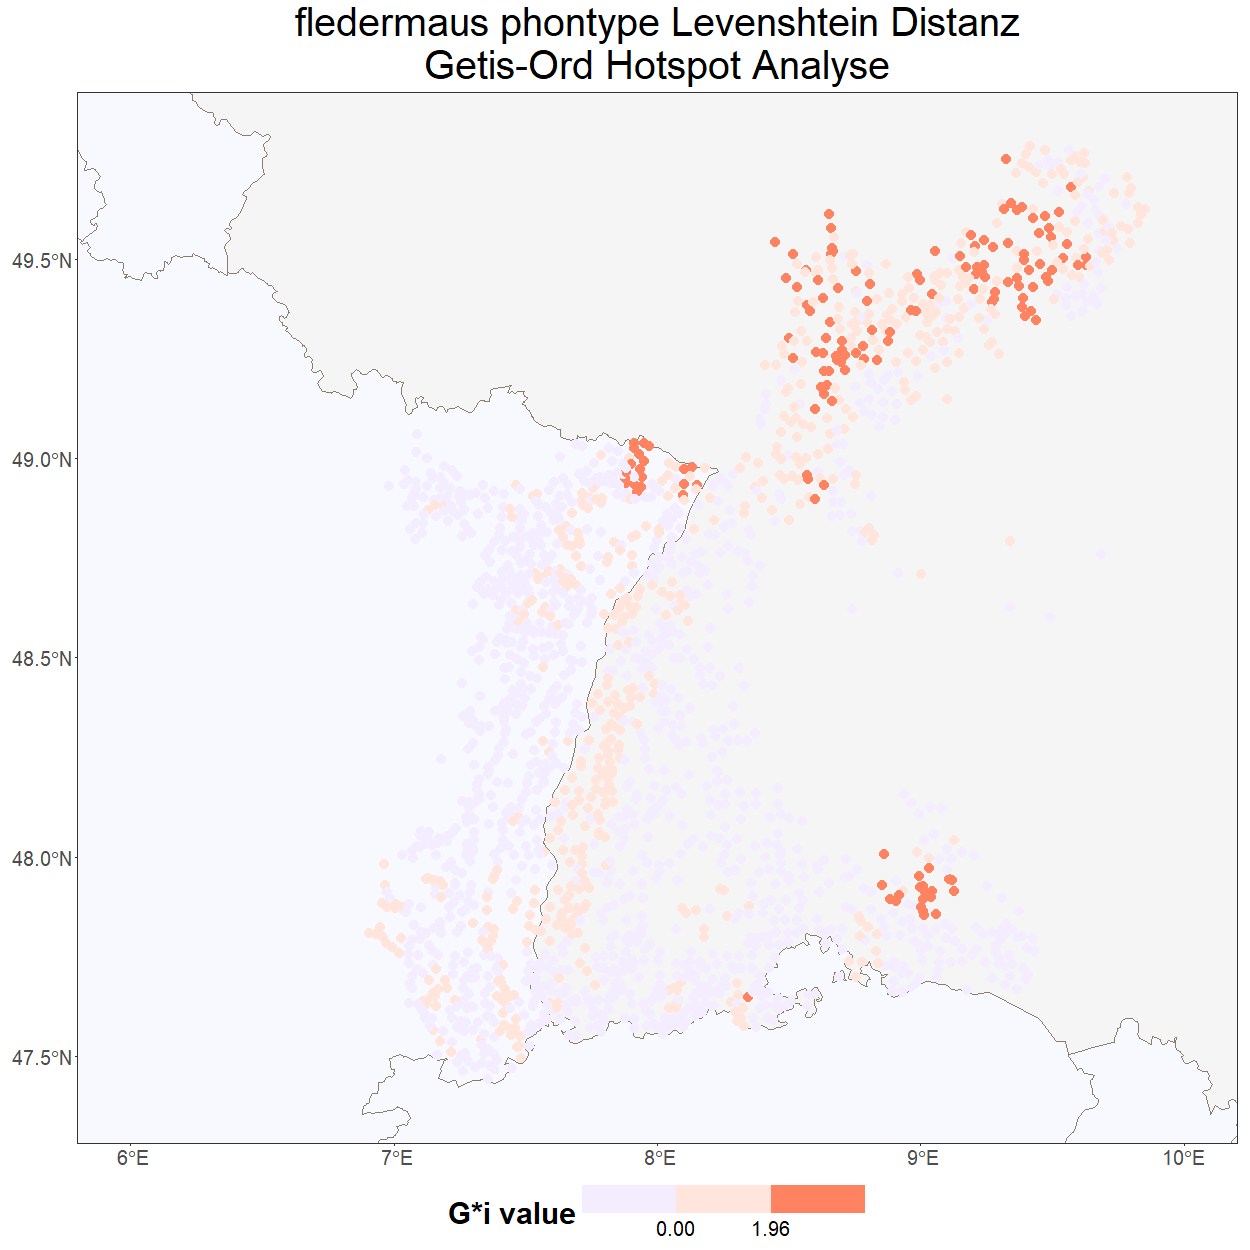 fledermaus phontype Levenshtein Distanz
Getis-Ord Hotspot Analyse
49.5°N
49.0°N
48.5°N
48.0°N
47.5°N
6°E 7°E 8°E 9°E 10°E
G*i value
0.00 1.96